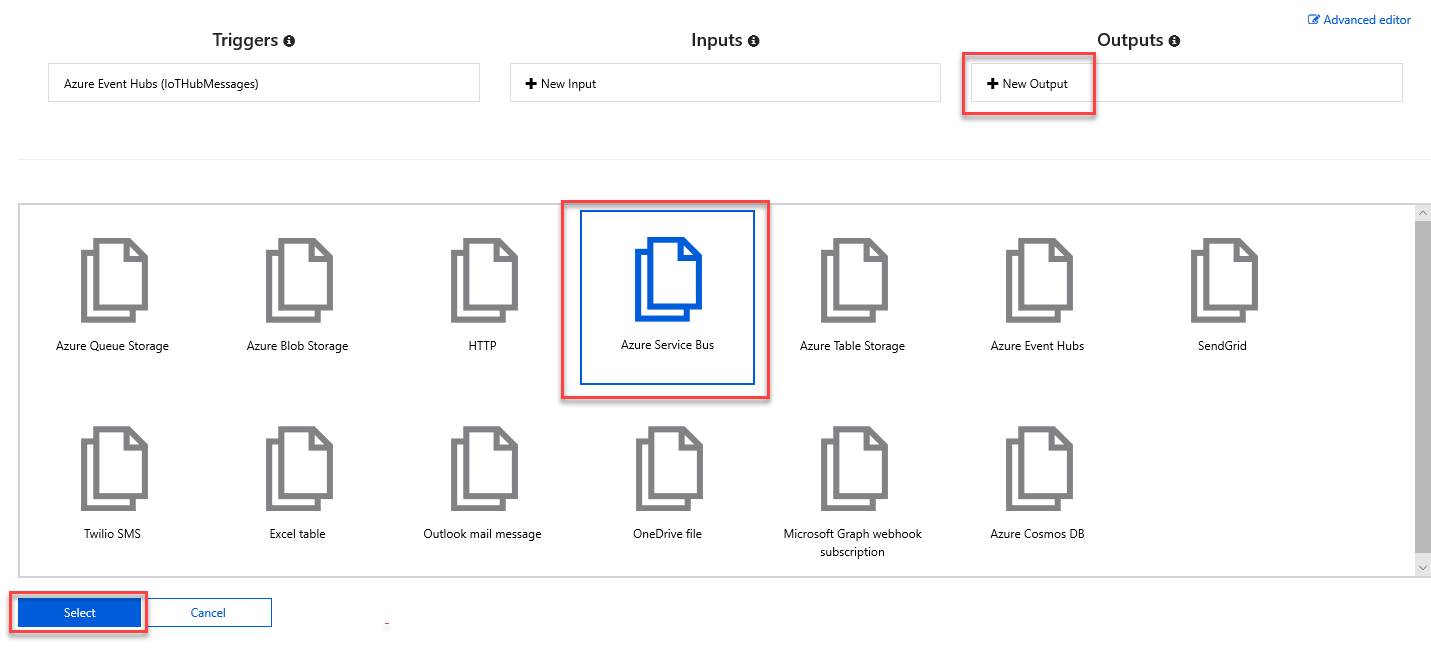 Advanced editor
Triggers
Inputs
Outputs
Azure Event Hubs (IoTHubMessages)
New Input
New Output
Azure Queue Storage
Azure Blob Storage
HTTP
Azure Service Bus
Azure Table Storage
Azure Event Hubs
SendGrid
Twilio SMS
Excel table
Outlook mail message
OneDrive file
Microsoft Graph webhook
subscription
Azure Cosmos DB
Select
Cancel